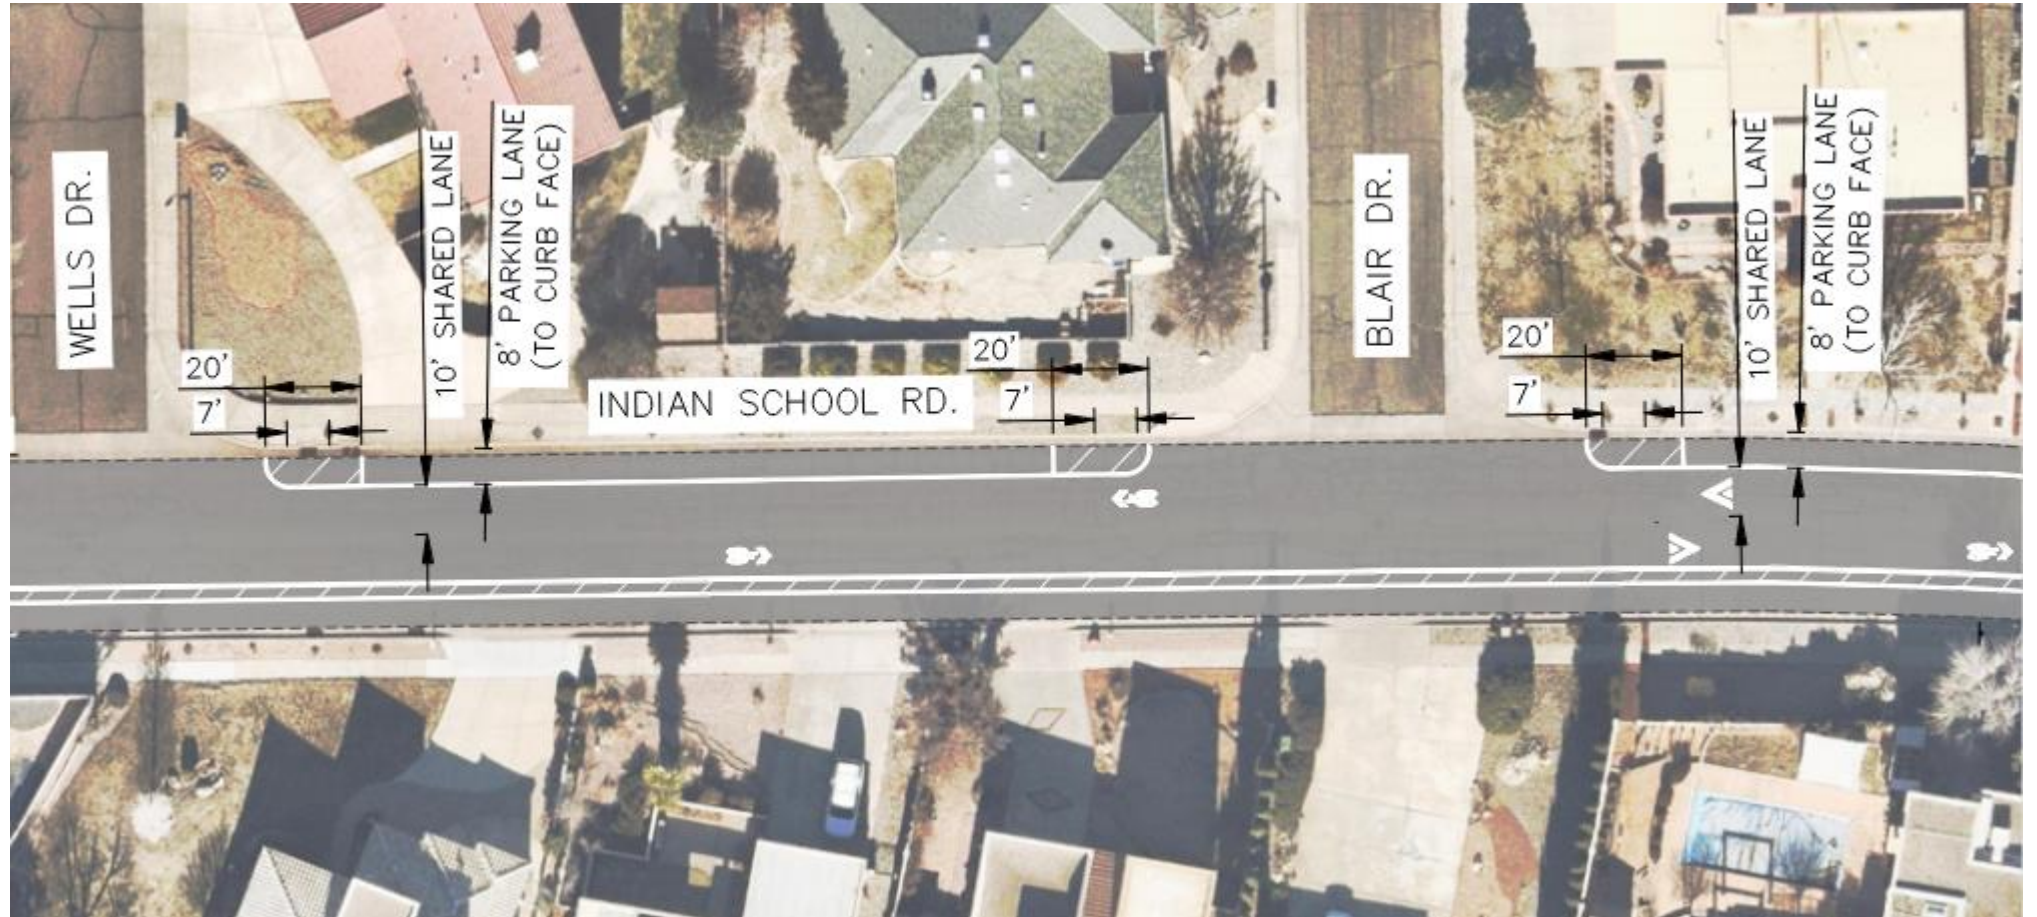 WELLS DR.
20'
7'
10' SHARED LANE
8' PARKING LANE
(TO CURB FACE)
INDIAN SCHOOL RD.
20'
7'
BLAIR DR.
20'
7'
10' SHARED LANE
8' PARKING LANE
(TO CURB FACE)